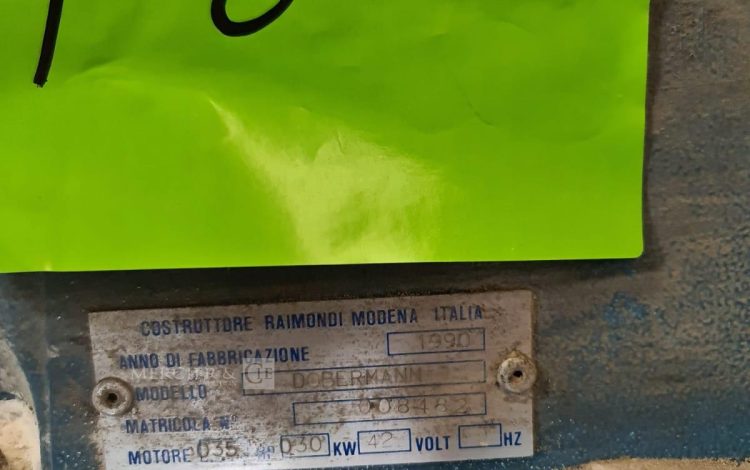 COSTRUTTORE RAIMONDI MODENA ITALIA
ANNO DI FABBRICAZIONE 1990
MODELLO DOBERMANN
MATRICOLA N° 008482
MOTORE 035 HP 030 KW 42 VOLT HZ